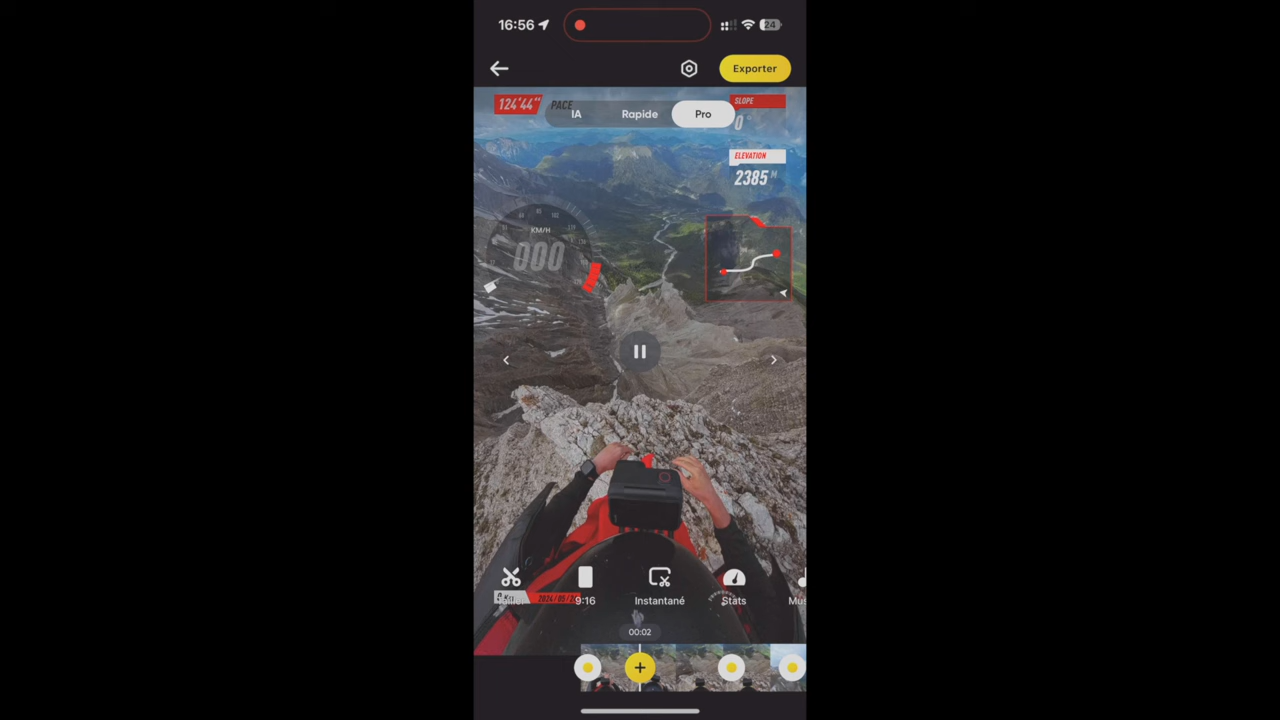 16:56
24
Exporter
124'44" PACE
IA Rapide Pro
SLOPE
0°
ELEVATION
2385 M
KM/H
000
9:16 Instantané Stats
00:02